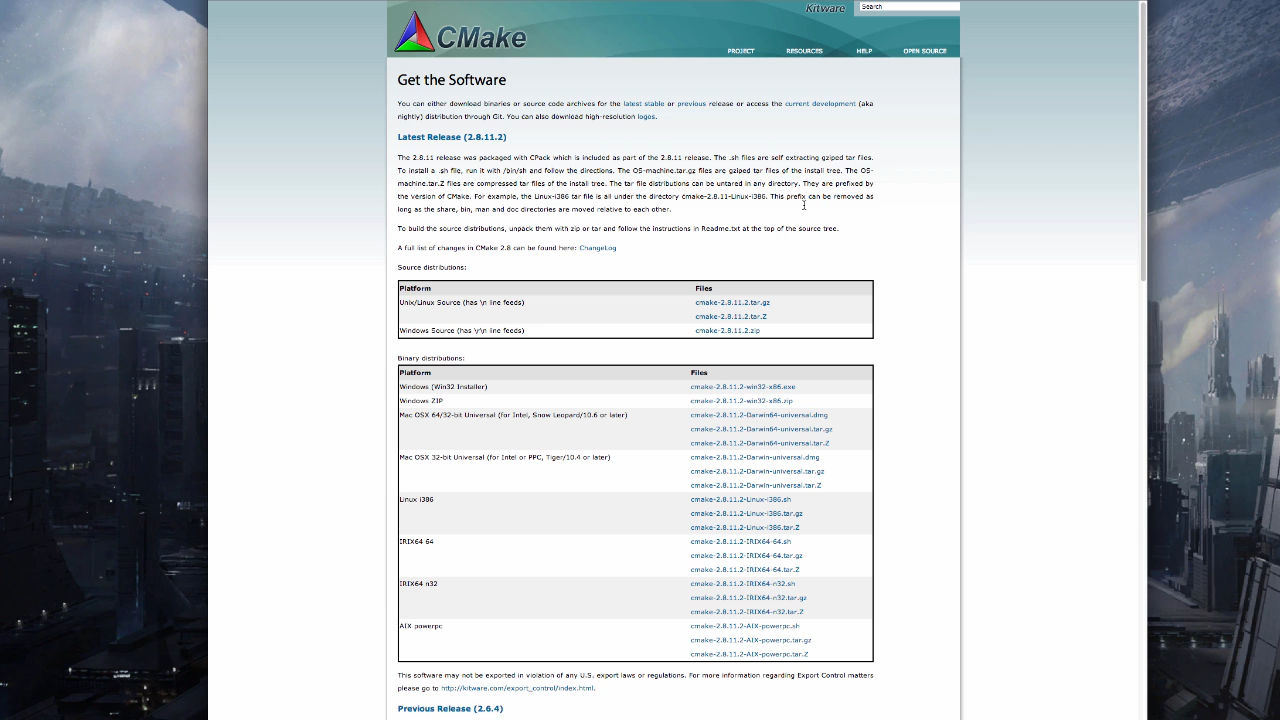 Kitware
Search
CMake
PROJECT RESOURCES HELP OPEN SOURCE
Get the Software
You can either download binaries or source code archives for the latest stable or previous release or access the current development (aka
nightly) distribution through Git. You can also download high-resolution logos.
Latest Release (2.8.11.2)
The 2.8.11 release was packaged with CPack which is included as part of the 2.8.11 release. The .sh files are self extracting gziped tar files.
To install a .sh file, run it with /bin/sh and follow the directions. The OS-machine.tar.gz files are gziped tar files of the install tree. The OS-
machine.tar.Z files are compressed tar files of the install tree. The tar file distributions can be untared in any directory. They are prefixed by
the version of CMake. For example, the Linux-i386 tar file is all under the directory cmake-2.8.11-Linux-i386. This prefix can be removed as
long as the share, bin, man and doc directories are moved relative to each other.
To build the source distributions, unpack them with zip or tar and follow the instructions in Readme.txt at the top of the source tree.
A full list of changes in CMake 2.8 can be found here: ChangeLog
Source distributions:
Platform Files
Unix/Linux Source (has \n line feeds) cmake-2.8.11.2.tar.gz
cmake-2.8.11.2.tar.Z
Windows Source (has \r\n line feeds) cmake-2.8.11.2.zip
Binary distributions:
Platform Files
Windows (Win32 Installer) cmake-2.8.11.2-win32-x86.exe
Windows ZIP cmake-2.8.11.2-win32-x86.zip
Mac OSX 64/32-bit Universal (for Intel, Snow Leopard/10.6 or later) cmake-2.8.11.2-Darwin64-universal.dmg
cmake-2.8.11.2-Darwin64-universal.tar.gz
cmake-2.8.11.2-Darwin64-universal.tar.Z
Mac OSX 32-bit Universal (for Intel or PPC, Tiger/10.4 or later) cmake-2.8.11.2-Darwin-universal.dmg
cmake-2.8.11.2-Darwin-universal.tar.gz
cmake-2.8.11.2-Darwin-universal.tar.Z
Linux i386 cmake-2.8.11.2-Linux-i386.sh
cmake-2.8.11.2-Linux-i386.tar.gz
cmake-2.8.11.2-Linux-i386.tar.Z
IRIX64 64 cmake-2.8.11.2-IRIX64-64.sh
cmake-2.8.11.2-IRIX64-64.tar.gz
cmake-2.8.11.2-IRIX64-64.tar.Z
IRIX64 n32 cmake-2.8.11.2-IRIX64-n32.sh
cmake-2.8.11.2-IRIX64-n32.tar.gz
cmake-2.8.11.2-IRIX64-n32.tar.Z
AIX powerpc cmake-2.8.11.2-AIX-powerpc.sh
cmake-2.8.11.2-AIX-powerpc.tar.gz
cmake-2.8.11.2-AIX-powerpc.tar.Z
This software may not be exported in violation of any U.S. export laws or regulations. For more information regarding Export Control matters
please go to http://kitware.com/export_control/index.html.
Previous Release (2.6.4)